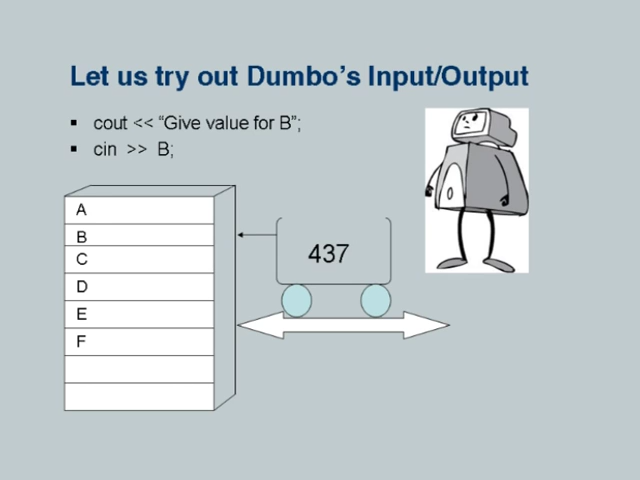 Let us try out Dumbo's Input/Output
▪ cout << “Give value for B”;
▪ cin >> B;
A
B
C
D
E
F
437